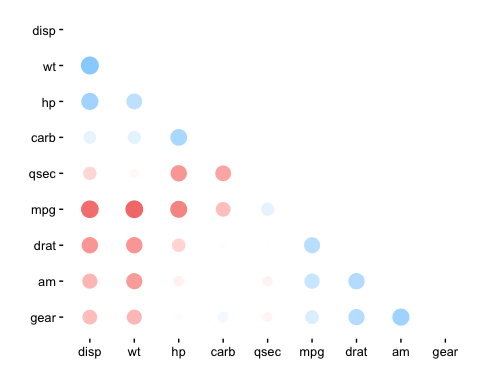 disp
wt
hp
carb
qsec
mpg
drat
am
gear
disp wt hp carb qsec mpg drat am gear